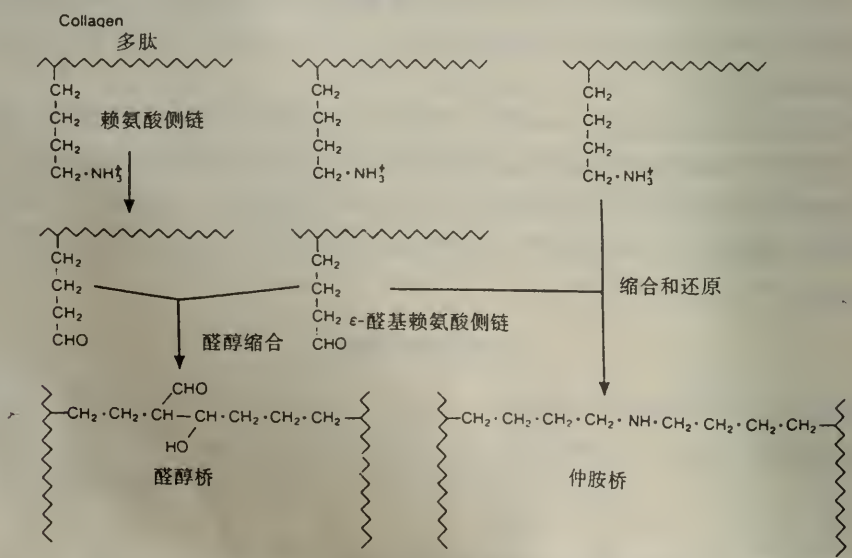 Collagen
多肽
CH₂ CH₂ CH₂
CH₂ 赖氨酸侧链 CH₂ CH₂
CH₂ CH₂ CH₂
CH₂·NH₃⁺ CH₂·NH₃⁺ CH₂·NH₃⁺
CH₂ CH₂
CH₂ CH₂ 缩合和还原
CH₂ CH₂ ε-醛基赖氨酸侧链
CHO 醛醇缩合 CHO
CHO
CH₂·CH₂·CH—CH·CH₂·CH₂·CH₂ CH₂·CH₂·CH₂·CH₂·NH·CH₂·CH₂·CH₂·CH₂
HO
醛醇桥 仲胺桥